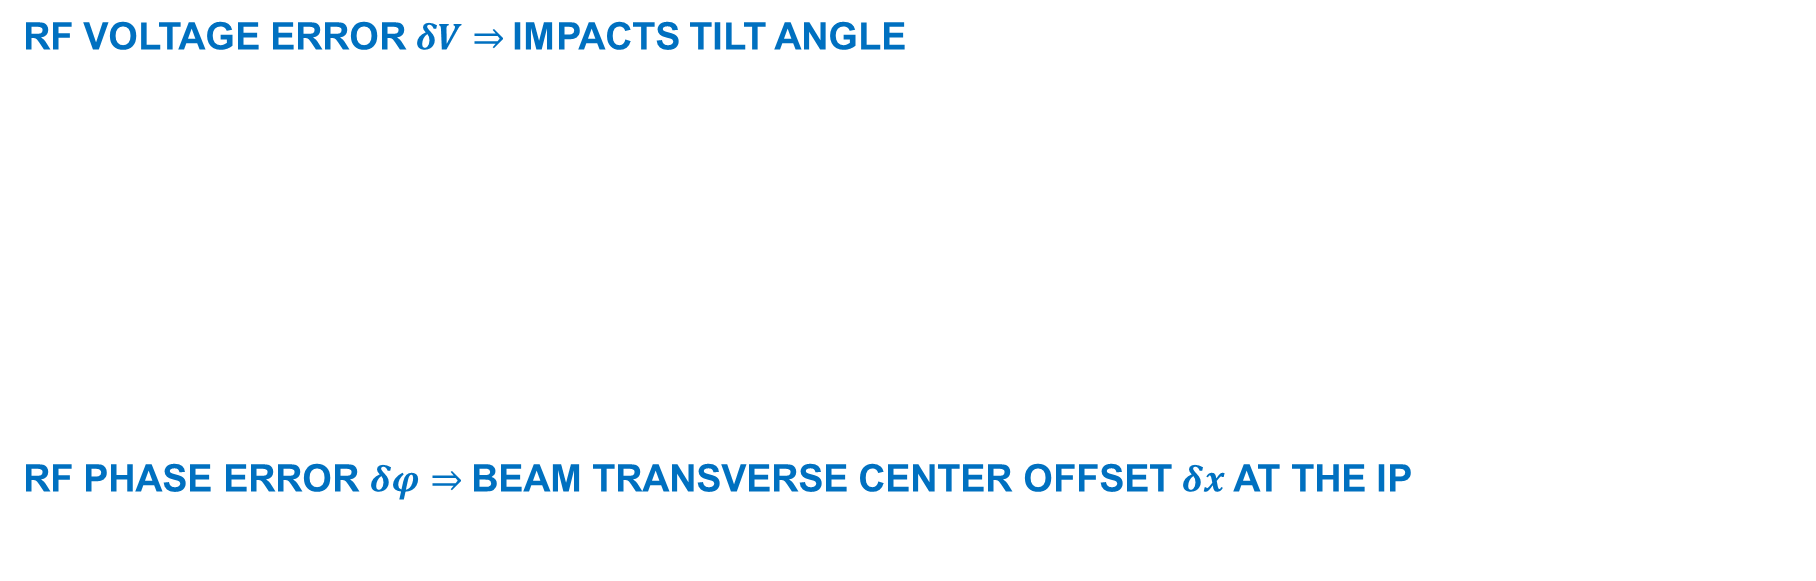 RF VOLTAGE ERROR 𝜹𝑽 ⇒ IMPACTS TILT ANGLE
RF PHASE ERROR 𝜹𝝋 ⇒ BEAM TRANSVERSE CENTER OFFSET 𝜹𝒙 AT THE IP